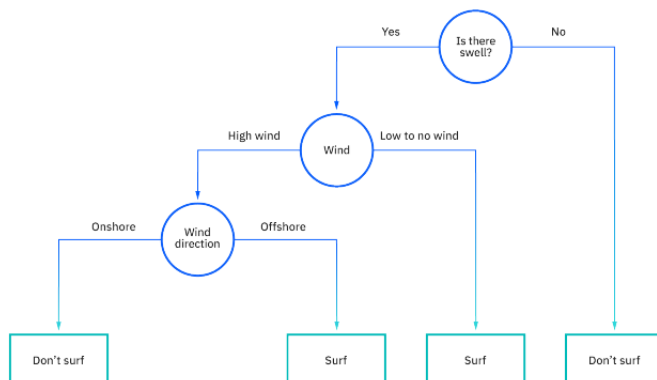 Is there
swell?
Yes
No
Wind
High wind
Low to no wind
Wind
direction
Onshore
Offshore
Don't surf
Surf
Surf
Don't surf